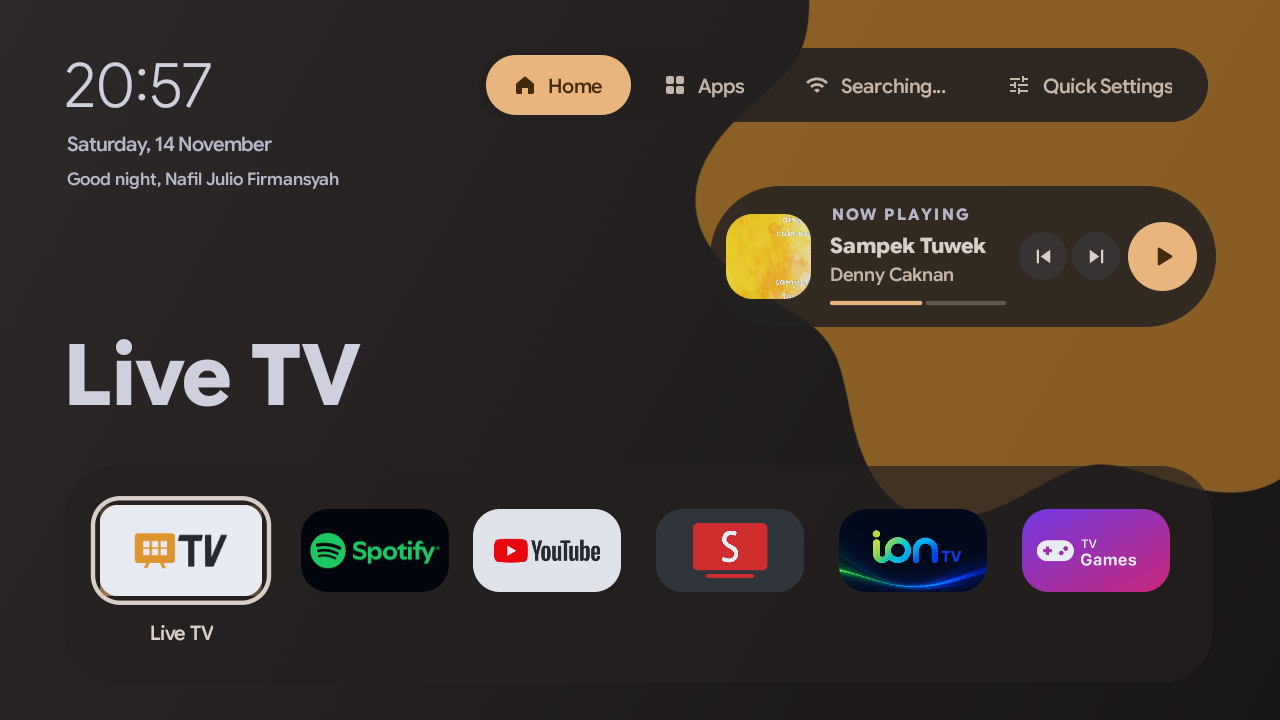 20:57
Saturday, 14 November
Good night, Nafil Julio Firmansyah
Home
Apps
Searching...
Quick Settings
NOW PLAYING
Sampek Tuwek
Denny Caknan
Live TV
TV
Spotify
YouTube
S
ion TV
TV
Games
Live TV